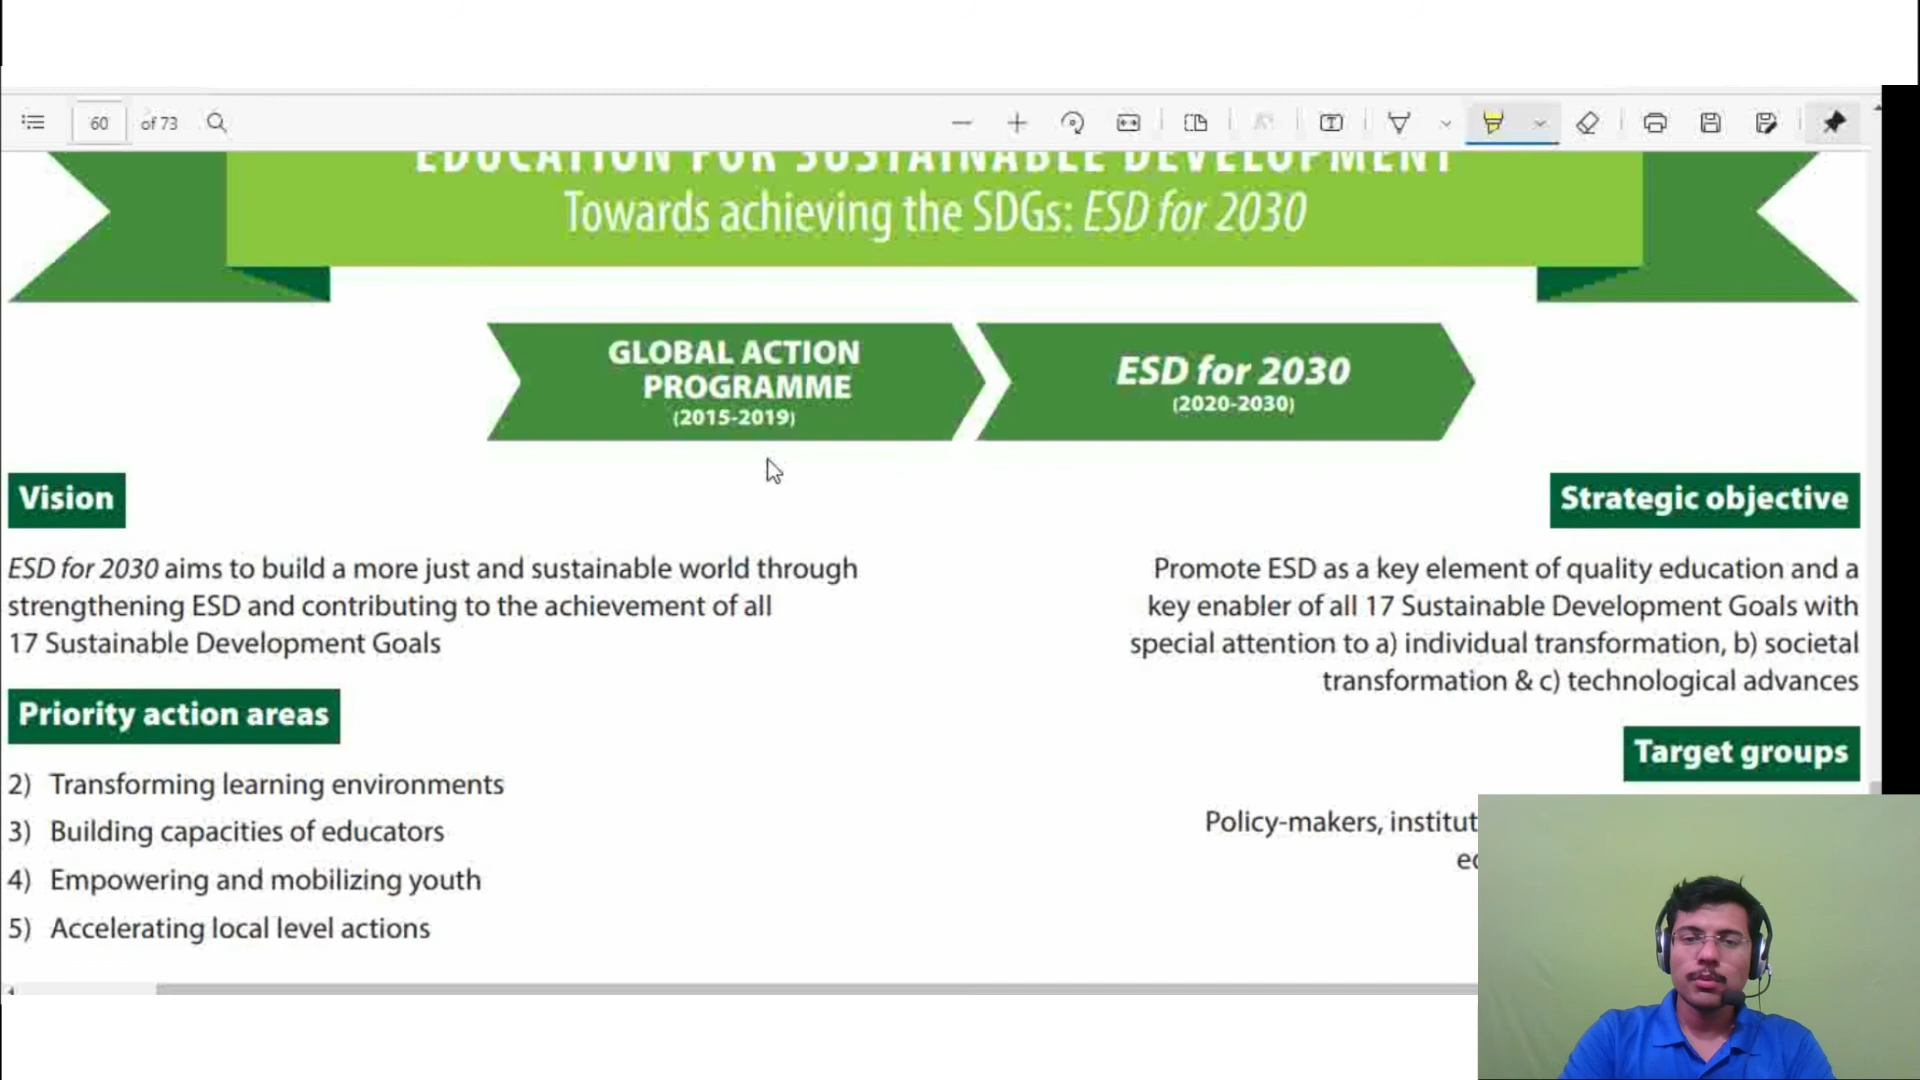 60 of 73
EDUCATION FOR SUSTAINABLE DEVELOPMENT
Towards achieving the SDGs: ESD for 2030
GLOBAL ACTION
PROGRAMME
(2015-2019)
ESD for 2030
(2020-2030)
Vision
ESD for 2030 aims to build a more just and sustainable world through
strengthening ESD and contributing to the achievement of all
17 Sustainable Development Goals
Priority action areas
2) Transforming learning environments
3) Building capacities of educators
4) Empowering and mobilizing youth
5) Accelerating local level actions
Strategic objective
Promote ESD as a key element of quality education and a
key enabler of all 17 Sustainable Development Goals with
special attention to a) individual transformation, b) societal
transformation & c) technological advances
Target groups
Policy-makers,